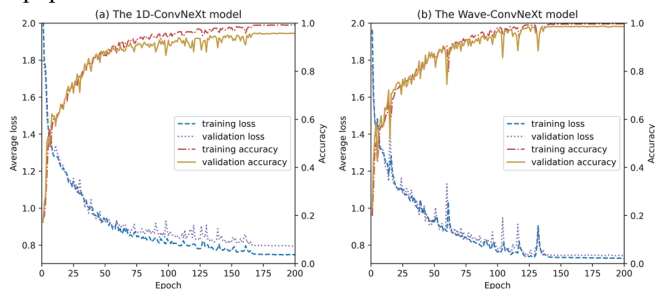 (a) The 1D-ConvNeXt model
(b) The Wave-ConvNeXt model
2.0
1.8
1.6
1.4
1.2
1.0
0.8
Average loss
1.0
0.8
0.6
0.4
0.2
0.0
Accuracy
training loss
validation loss
training accuracy
validation accuracy
0 25 50 75 100 125 150 175 200
Epoch
2.0
1.8
1.6
1.4
1.2
1.0
0.8
Average loss
1.0
0.8
0.6
0.4
0.2
0.0
Accuracy
training loss
validation loss
training accuracy
validation accuracy
0 25 50 75 100 125 150 175 200
Epoch